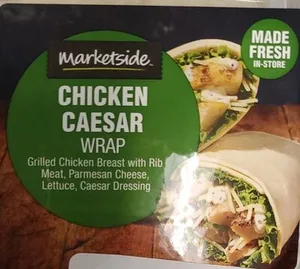 Marketside.
CHICKEN
CAESAR
WRAP
Grilled Chicken Breast with Rib
Meat, Parmesan Cheese,
Lettuce, Caesar Dressing
MADE
FRESH
IN-STORE